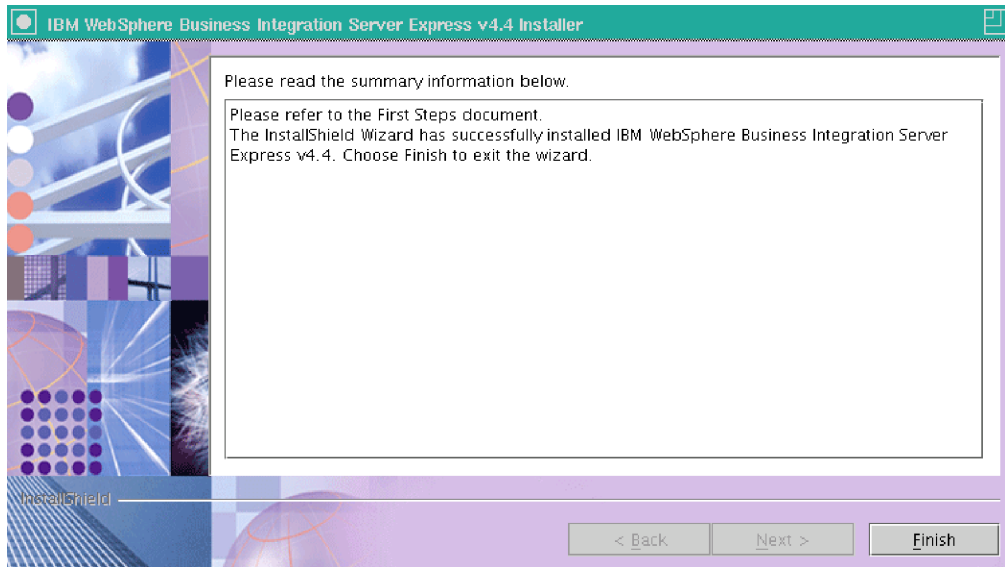 IBM WebSphere Business Integration Server Express v4.4 Installer
Please read the summary information below.
Please refer to the First Steps document.
The InstallShield Wizard has successfully installed IBM WebSphere Business Integration Server
Express v4.4. Choose Finish to exit the wizard.
InstallShield
< Back
Next >
Finish